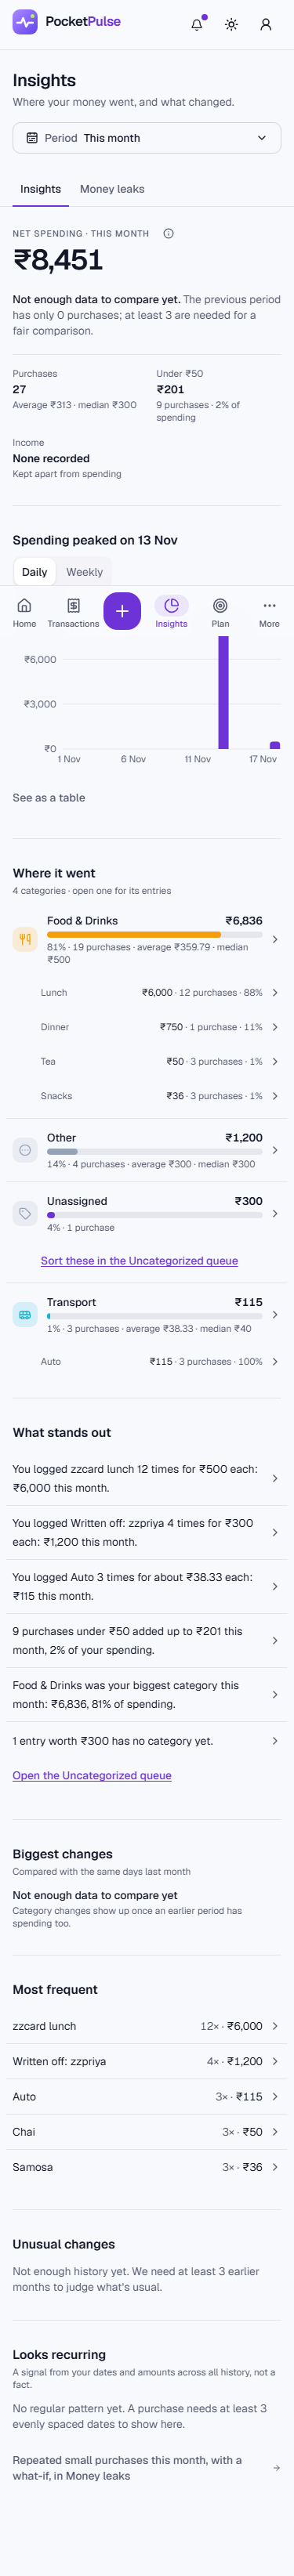 PocketPulse
Insights
Where your money went, and what changed.
Period This month
Insights Money leaks
NET SPENDING · THIS MONTH
₹8,451
Not enough data to compare yet. The previous period
has only 0 purchases; at least 3 are needed for a
fair comparison.
Purchases
27
Average ₹313 · median ₹300
Under ₹50
₹201
9 purchases · 2% of
spending
Income
None recorded
Kept apart from spending
Spending peaked on 13 Nov
Daily Weekly
Home Transactions Insights Plan More
₹6,000
₹3,000
₹0
1 Nov 6 Nov 11 Nov 17 Nov
See as a table
Where it went
4 categories · open one for its entries
Food & Drinks ₹6,836
81% · 19 purchases · average ₹359.79 · median
₹500
Lunch ₹6,000 · 12 purchases · 88%
Dinner ₹750 · 1 purchase · 11%
Tea ₹50 · 3 purchases · 1%
Snacks ₹36 · 3 purchases · 1%
Other ₹1,200
14% · 4 purchases · average ₹300 · median ₹300
Unassigned ₹300
4% · 1 purchase
Sort these in the Uncategorized queue
Transport ₹115
1% · 3 purchases · average ₹38.33 · median ₹40
Auto ₹115 · 3 purchases · 100%
What stands out
You logged zzcard lunch 12 times for ₹500 each:
₹6,000 this month.
You logged Written off: zzpriya 4 times for ₹300
each: ₹1,200 this month.
You logged Auto 3 times for about ₹38.33 each:
₹115 this month.
9 purchases under ₹50 added up to ₹201 this
month, 2% of your spending.
Food & Drinks was your biggest category this
month: ₹6,836, 81% of spending.
1 entry worth ₹300 has no category yet.
Open the Uncategorized queue
Biggest changes
Compared with the same days last month
Not enough data to compare yet
Category changes show up once an earlier period has
spending too.
Most frequent
zzcard lunch 12× · ₹6,000
Written off: zzpriya 4× · ₹1,200
Auto 3× · ₹115
Chai 3× · ₹50
Samosa 3× · ₹36
Unusual changes
Not enough history yet. We need at least 3 earlier
months to judge what's usual.
Looks recurring
A signal from your dates and amounts across all history, not a
fact.
No regular pattern yet. A purchase needs at least 3
evenly spaced dates to show here.
Repeated small purchases this month, with a
what-if, in Money leaks